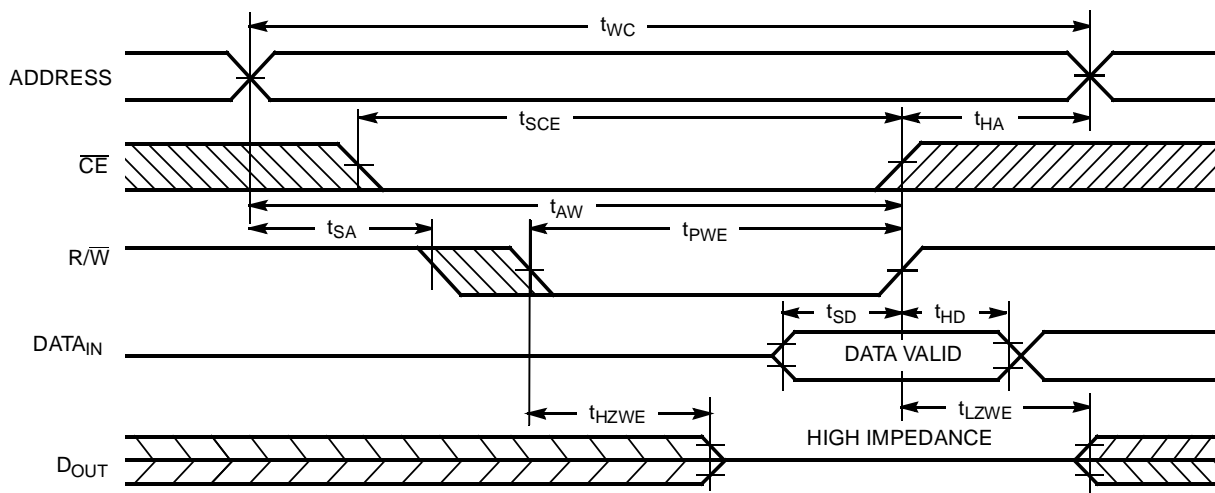 tWC
ADDRESS
tSCE
tHA
CE
tAW
tSA
tPWE
R/W
tSD
tHD
DATAIN
DATA VALID
tHZWE
tLZWE
HIGH IMPEDANCE
DOUT